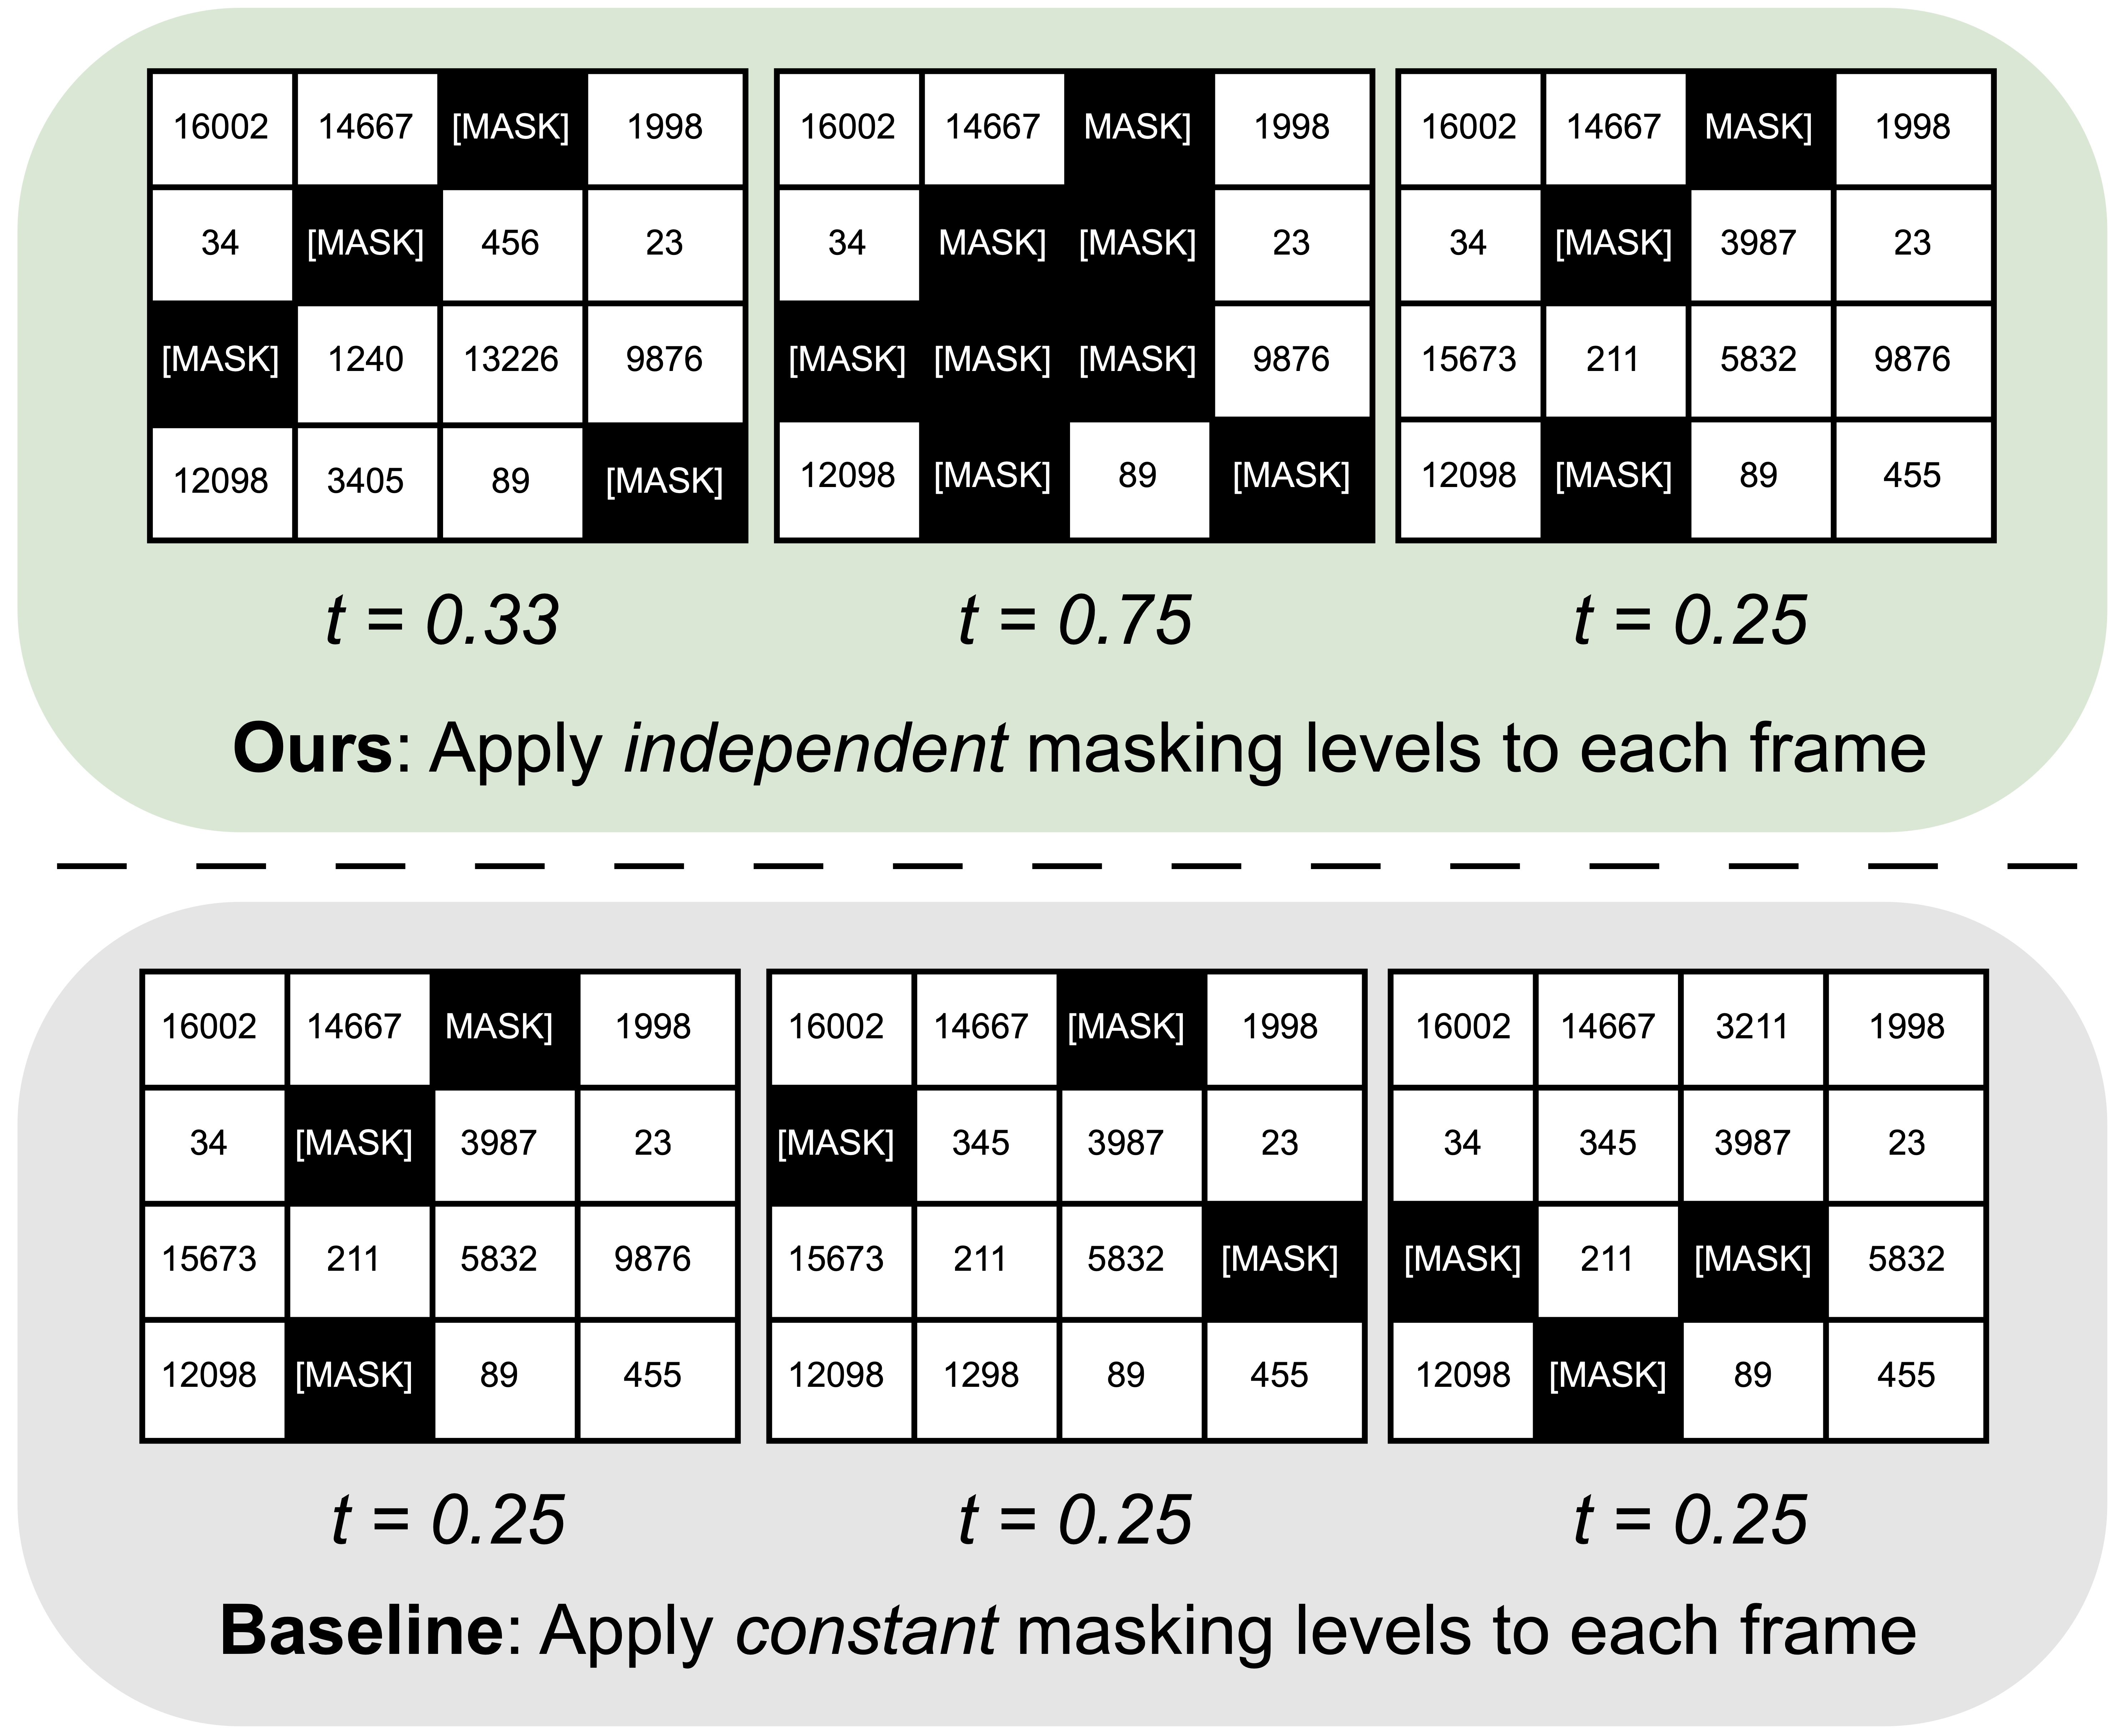 16002 14667 [MASK] 1998
34 [MASK] 456 23
[MASK] 1240 13226 9876
12098 3405 89 [MASK]
16002 14667 MASK] 1998
34 MASK] [MASK] 23
[MASK] [MASK] [MASK] 9876
12098 [MASK] 89 [MASK]
16002 14667 MASK] 1998
34 [MASK] 3987 23
15673 211 5832 9876
12098 [MASK] 89 455
t = 0.33
t = 0.75
t = 0.25
Ours: Apply independent masking levels to each frame
16002 14667 MASK] 1998
34 [MASK] 3987 23
15673 211 5832 9876
12098 [MASK] 89 455
16002 14667 [MASK] 1998
[MASK] 345 3987 23
15673 211 5832 [MASK]
12098 1298 89 455
16002 14667 3211 1998
34 345 3987 23
[MASK] 211 [MASK] 5832
12098 [MASK] 89 455
t = 0.25
t = 0.25
t = 0.25
Baseline: Apply constant masking levels to each frame